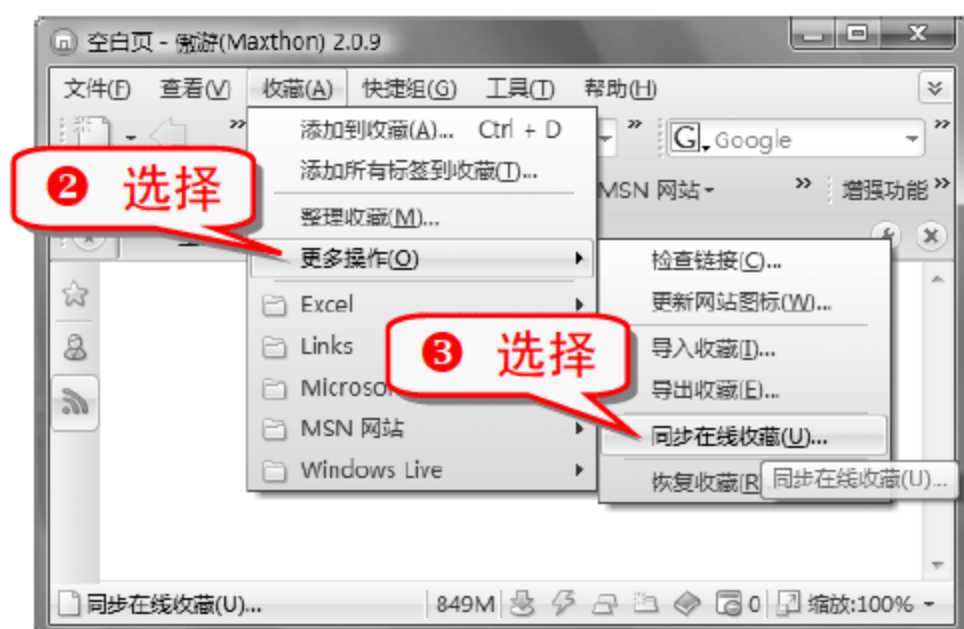 空白页 - 傲游(Maxthon) 2.0.9
文件(F) 查看(V) 收藏(A) 快捷组(G) 工具(T) 帮助(H)
添加到收藏(A)... Ctrl + D
Google
添加所有标签到收藏(T)...
❷ 选择
MSN 网站
增强功能
整理收藏(M)...
更多操作(O)
检查链接(C)...
更新网站图标(W)...
Excel
Links
❸ 选择
导入收藏(I)...
导出收藏(E)...
MSN 网站
同步在线收藏(U)...
Windows Live
恢复收藏(R
同步在线收藏(U)...
同步在线收藏(U)...
849M
0
缩放:100%